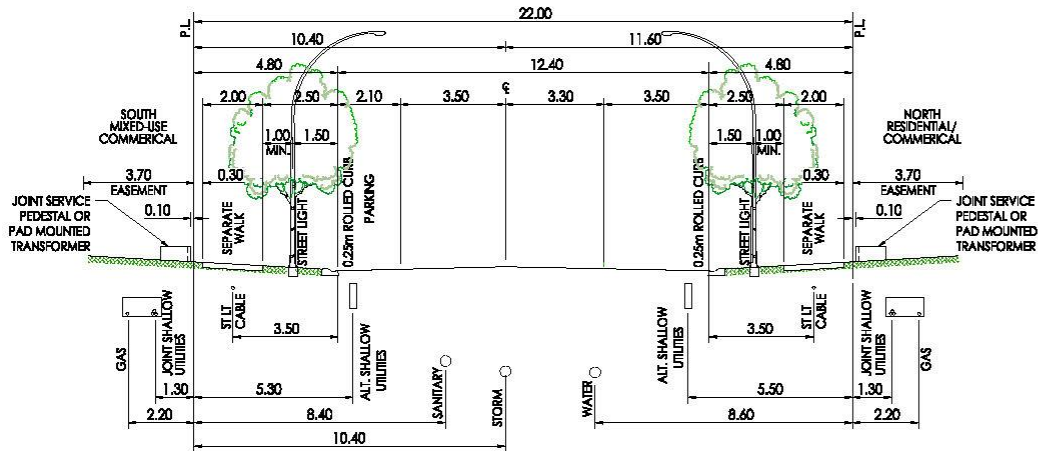 22.00
P.L.
P.L.
10.40
11.60
4.80
12.40
4.80
℄
2.00
2.50
2.10
3.50
3.30
3.50
2.50
2.00
SOUTH
MIXED-USE
COMMERICAL
NORTH
RESIDENTIAL/
COMMERICAL
1.00
MIN.
1.50
1.50
1.00
MIN.
3.70
EASEMENT
0.30
0.30
3.70
EASEMENT
JOINT SERVICE
PEDESTAL OR
PAD MOUNTED
TRANSFORMER
0.10
SEPARATE
WALK
STREET LIGHT
0.25m ROLLED CURB
PARKING
0.25m ROLLED CURB
STREET LIGHT
SEPARATE
WALK
0.10
JOINT SERVICE
PEDESTAL OR
PAD MOUNTED
TRANSFORMER
GAS
JOINT SHALLOW
UTILITIES
ST LT
CABLE
3.50
ALT. SHALLOW
UTILITIES
SANITARY
STORM
WATER
ALT. SHALLOW
UTILITIES
3.50
ST LT
CABLE
JOINT SHALLOW
UTILITIES
GAS
1.30
5.30
5.50
1.30
2.20
8.40
8.60
2.20
10.40